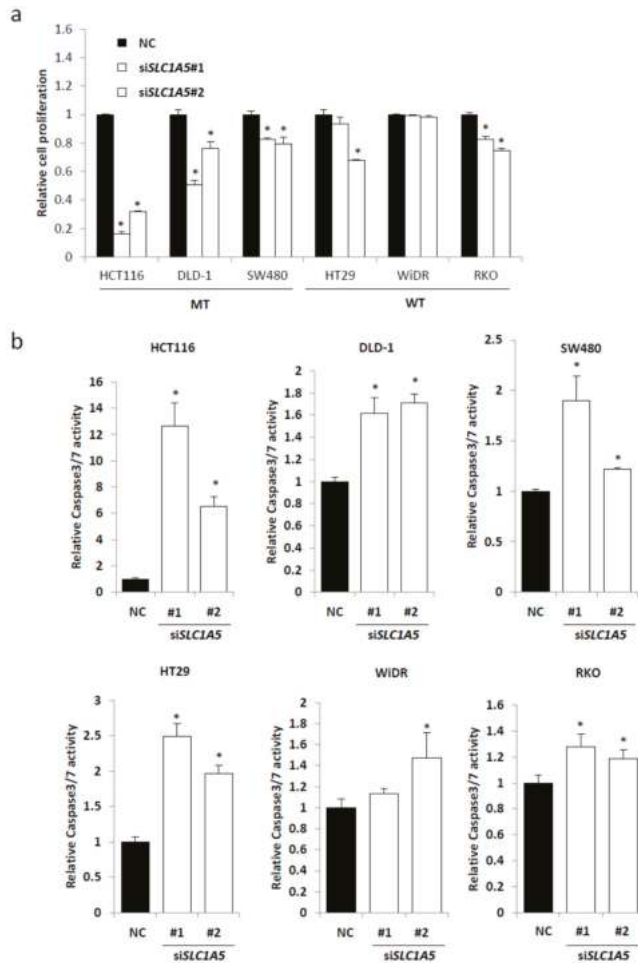 a
1.6
1.4
1.2
1
0.8
0.6
0.4
0.2
0
Relative cell proliferation
NC
siSLC1A5#1
siSLC1A5#2
* * * * * * * * *
HCT116 DLD-1 SW480 HT29 WiDR RKO
MT WT
b
HCT116
16
14
12
10
8
6
4
2
0
Relative Caspase3/7 activity
* *
NC #1 #2
siSLC1A5
DLD-1
2
1.8
1.6
1.4
1.2
1
0.8
0.6
0.4
0.2
0
Relative Caspase3/7 activity
* *
NC #1 #2
siSLC1A5
SW480
2.5
2
1.5
1
0.5
0
Relative Caspase3/7 activity
* *
NC #1 #2
siSLC1A5
HT29
3
2.5
2
1.5
1
0.5
0
Relative Caspase3/7 activity
* *
NC #1 #2
siSLC1A5
WiDR
2
1.8
1.6
1.4
1.2
1
0.8
0.6
0.4
0.2
0
Relative Caspase3/7 activity
*
NC #1 #2
siSLC1A5
RKO
1.6
1.4
1.2
1
0.8
0.6
0.4
0.2
0
Relative Caspase3/7 activity
* *
NC #1 #2
siSLC1A5